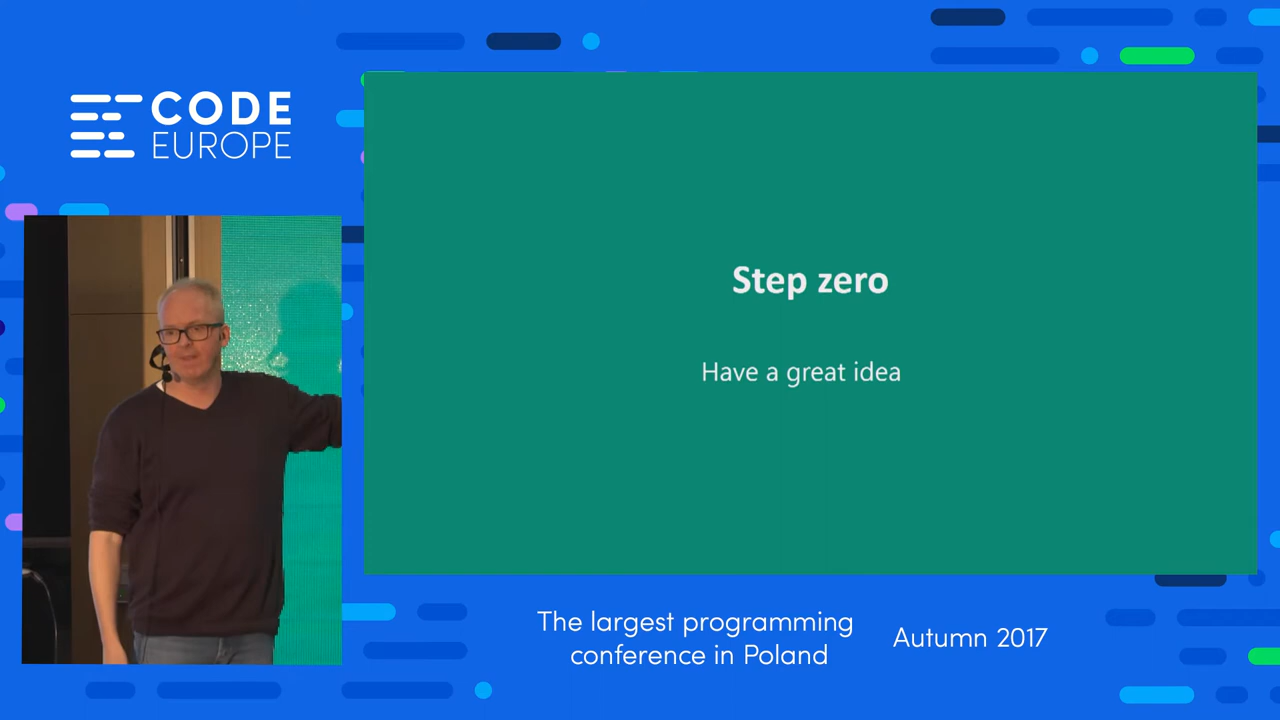 CODE
EUROPE
Step zero
Have a great idea
The largest programming
conference in Poland
Autumn 2017